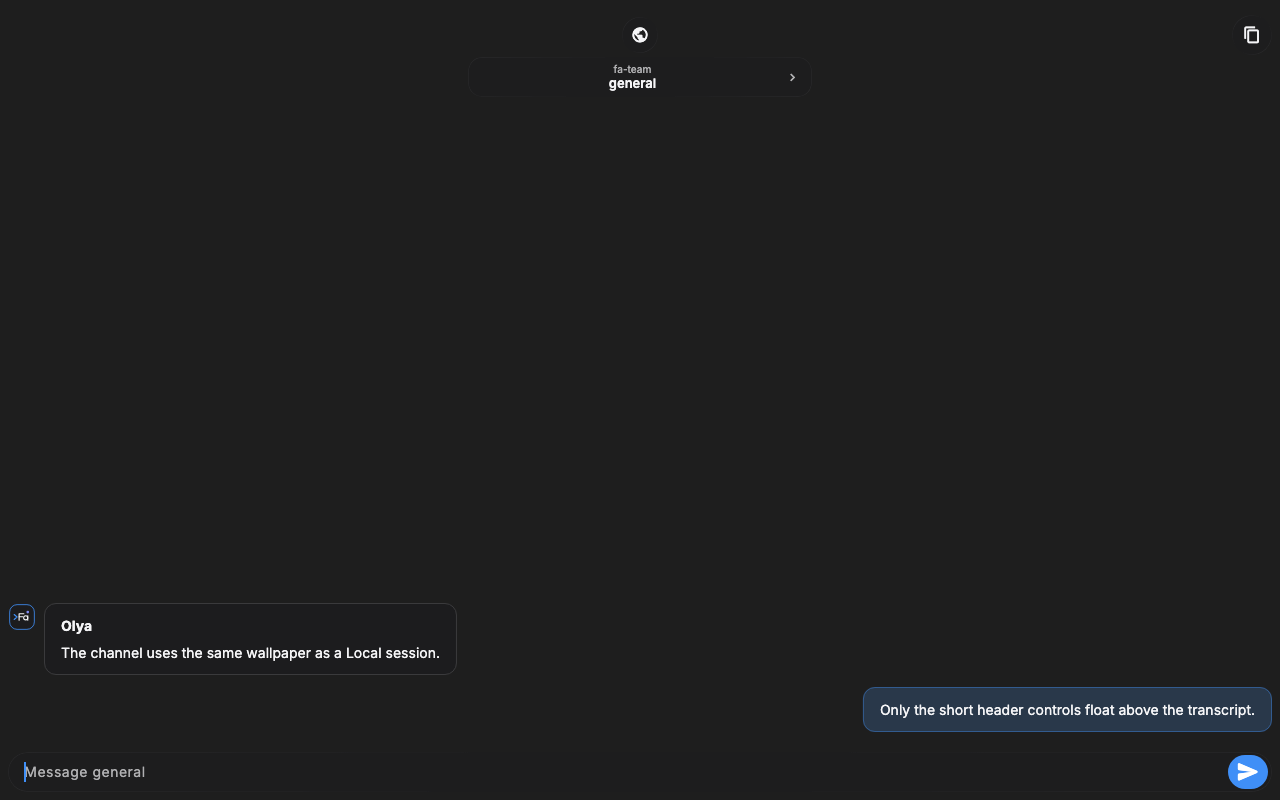 fa-team
general
>Fa
Olya
The channel uses the same wallpaper as a Local session.
Only the short header controls float above the transcript.
Message general